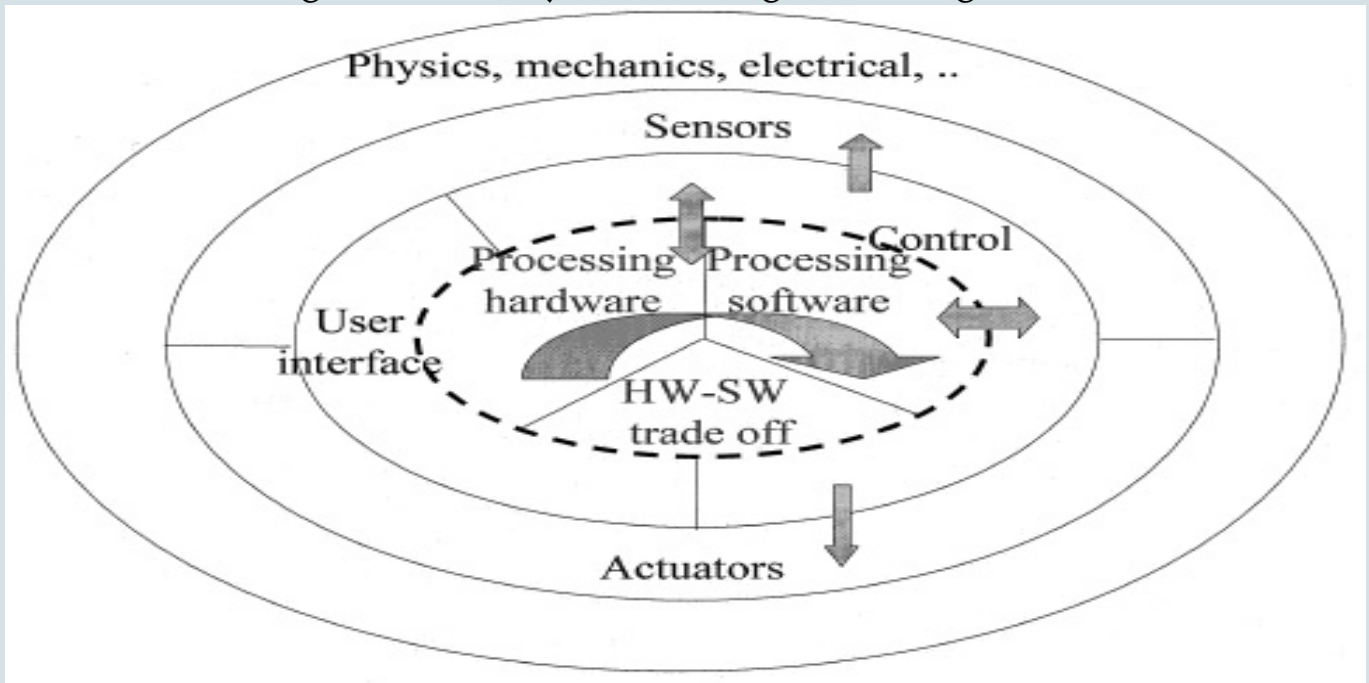 Physics, mechanics, electrical, ..
Sensors
Control
Processing
hardware
Processing
software
User
interface
HW-SW
trade off
Actuators